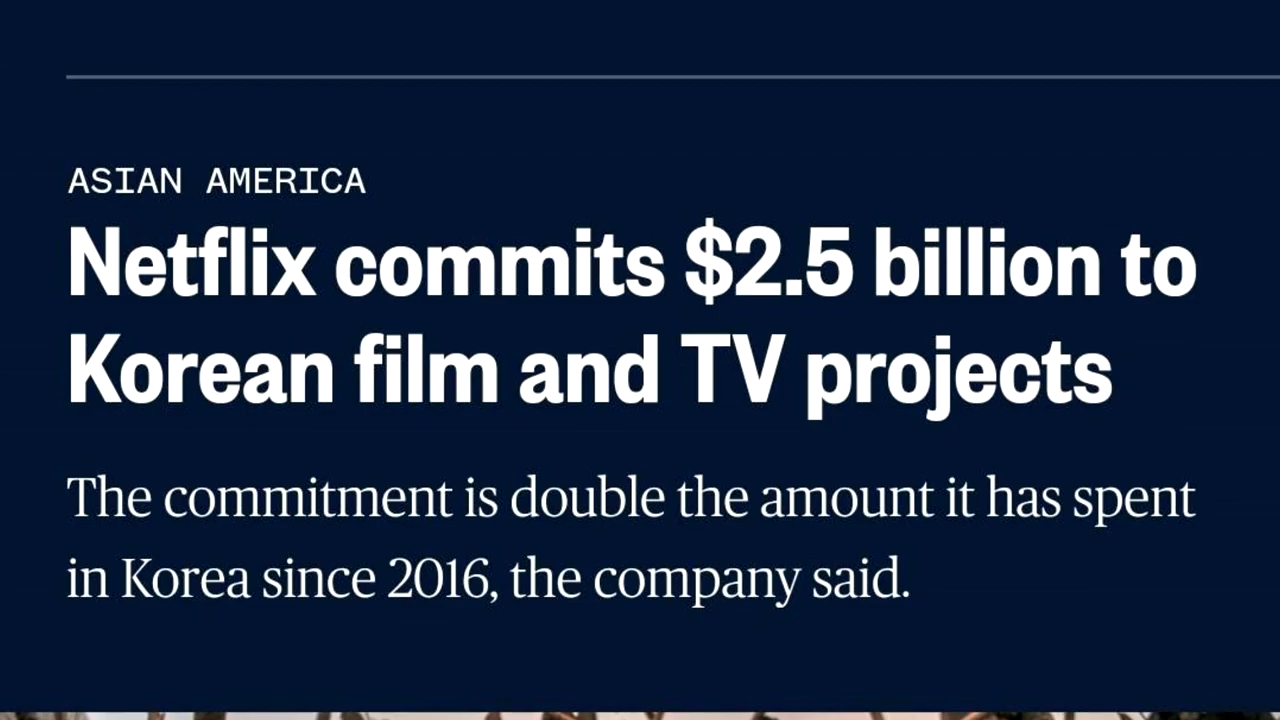 ASIAN AMERICA
Netflix commits $2.5 billion to
Korean film and TV projects
The commitment is double the amount it has spent
in Korea since 2016, the company said.